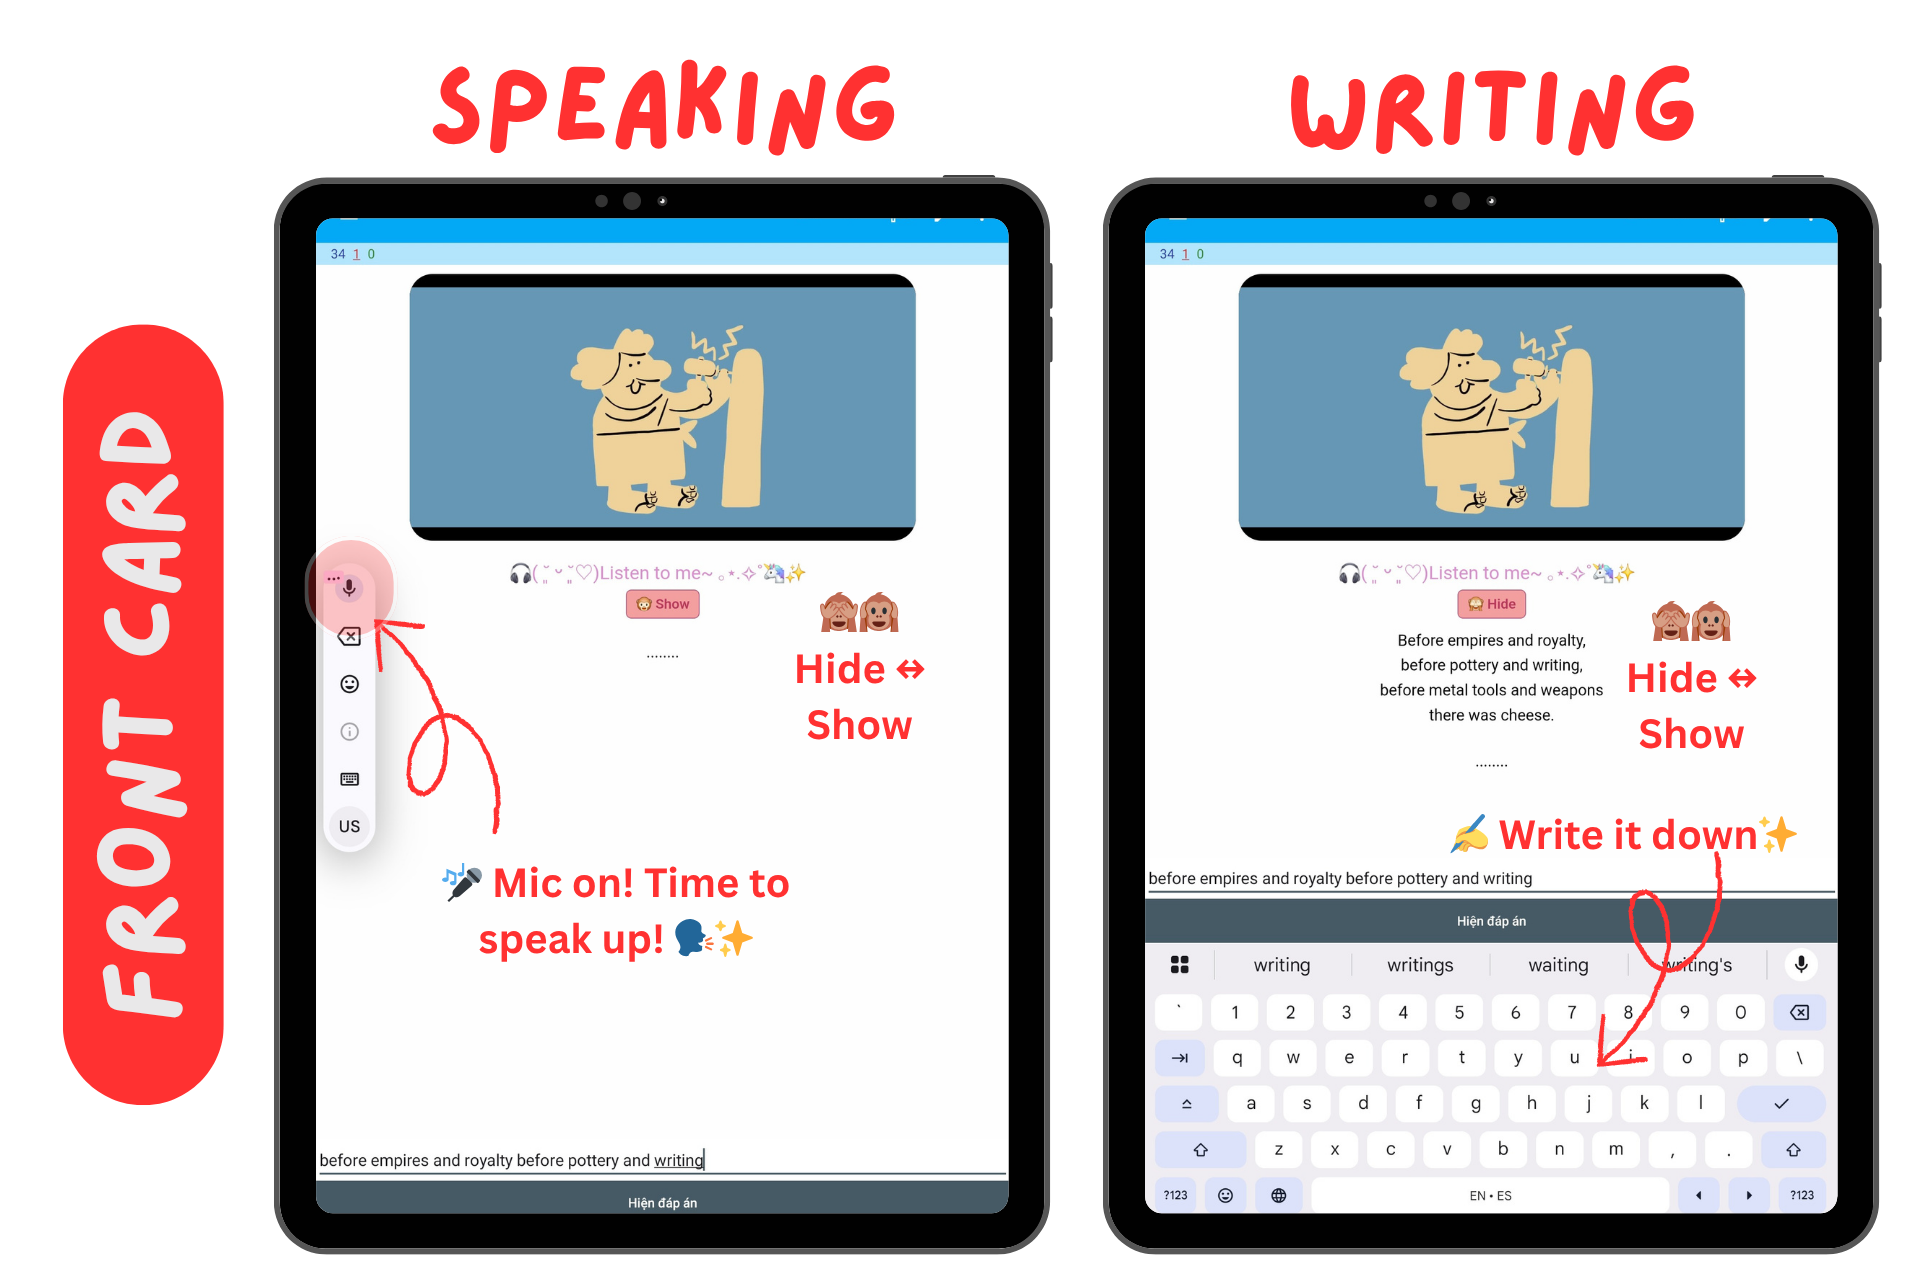 SPEAKING
WRITING
FRONT CARD
34 1 0
🎧( ˘͈ ᵕ ˘͈♡)Listen to me~ ｡⋆.✧˚🦄✨
🐵 Show
........
🙈🙉
Hide ↔
Show
US
🎤 Mic on! Time to
speak up! 🗣✨
before empires and royalty before pottery and writing
Hiện đáp án
34 1 0
🎧( ˘͈ ᵕ ˘͈♡)Listen to me~ ｡⋆.✧˚🦄✨
🙈 Hide
Before empires and royalty,
before pottery and writing,
before metal tools and weapons
there was cheese.
........
🙈🙉
Hide ↔
Show
✍ Write it down✨
before empires and royalty before pottery and writing
Hiện đáp án
writing writings waiting writing's
` 1 2 3 4 5 6 7 8 9 0
q w e r t y u i o p \
a s d f g h j k l
z x c v b n m , .
?123 EN • ES ?123